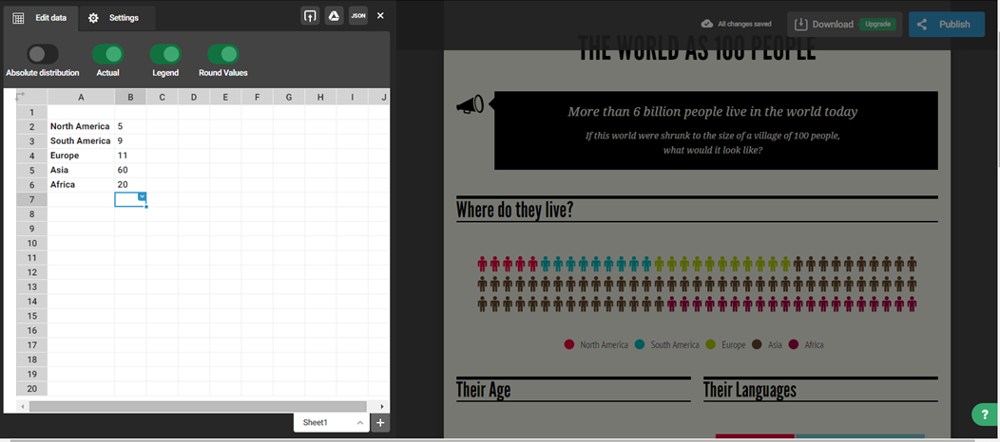 Edit data
Settings
JSON
All changes saved
Download
Upgrade
Publish
Absolute distribution
Actual
Legend
Round Values
A B C D E F G H I J
1
2 North America 5
3 South America 9
4 Europe 11
5 Asia 60
6 Africa 20
7
8
9
10
11
12
13
14
15
16
17
18
19
20
Sheet1
+
THE WORLD AS 100 PEOPLE
More than 6 billion people live in the world today
If this world were shrunk to the size of a village of 100 people,
what would it look like?
Where do they live?
North America South America Europe Asia Africa
Their Age
Their Languages
?